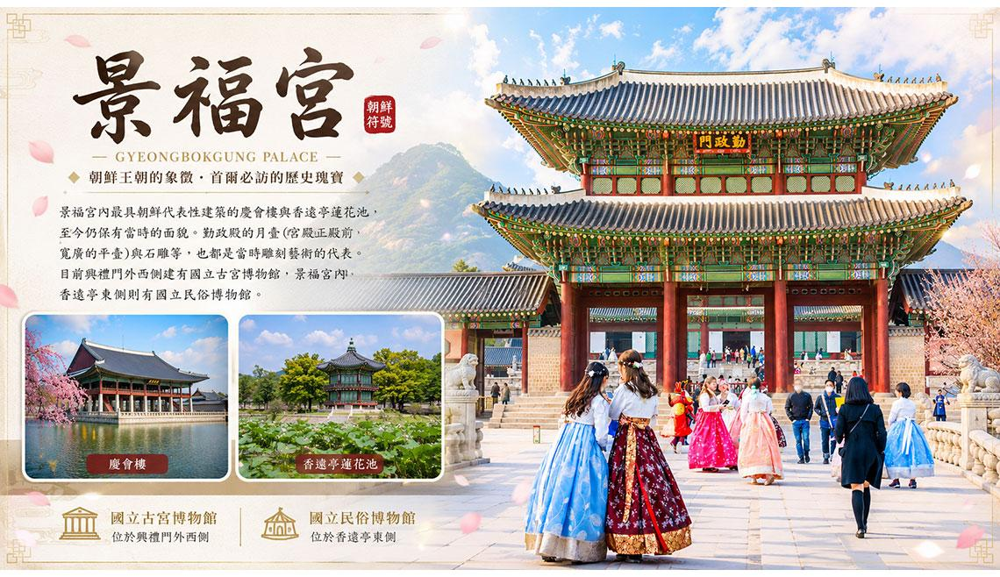 景福宮
朝鮮
符號
GYEONGBOKGUNG PALACE
朝鮮王朝的象徵・首爾必訪的歷史瑰寶
景福宮內最具朝鮮代表性建築的慶會樓與香遠亭蓮花池，
至今仍保有當時的面貌。勤政殿的月臺(宮殿正殿前，
寬廣的平臺)與石雕等，也都是當時雕刻藝術的代表。
目前興禮門外西側建有國立古宮博物館，景福宮內，
香遠亭東側則有國立民俗博物館。
慶會樓
香遠亭蓮花池
國立古宮博物館
位於興禮門外西側
國立民俗博物館
位於香遠亭東側
門政勤